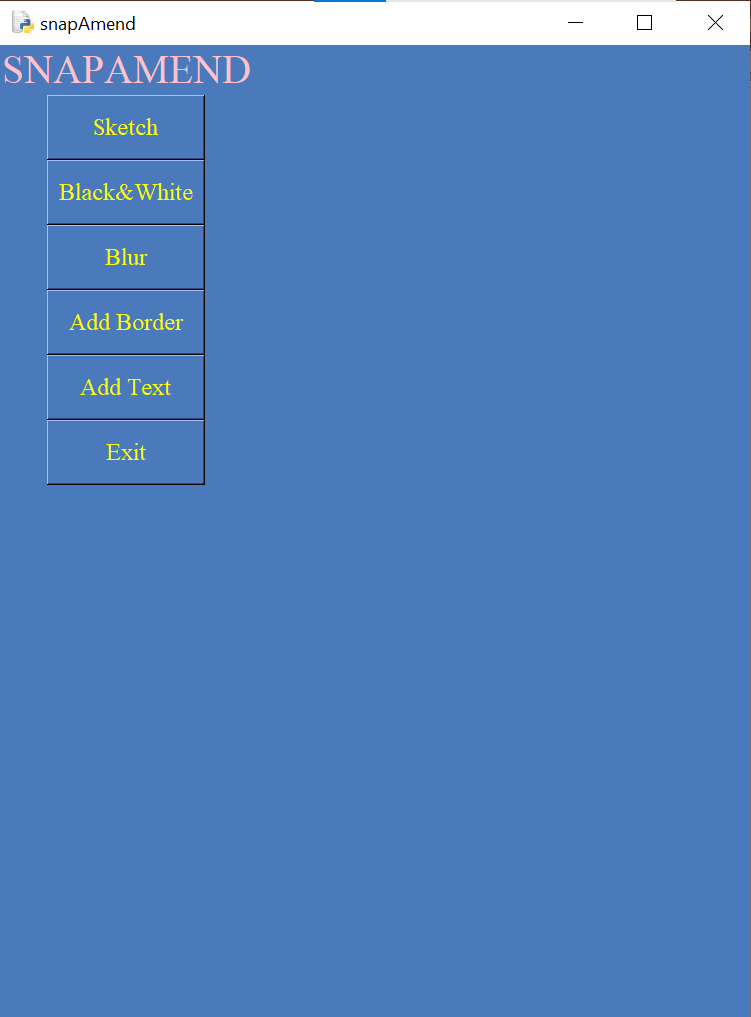 snapAmend
SNAPAMEND
Sketch
Black&White
Blur
Add Border
Add Text
Exit